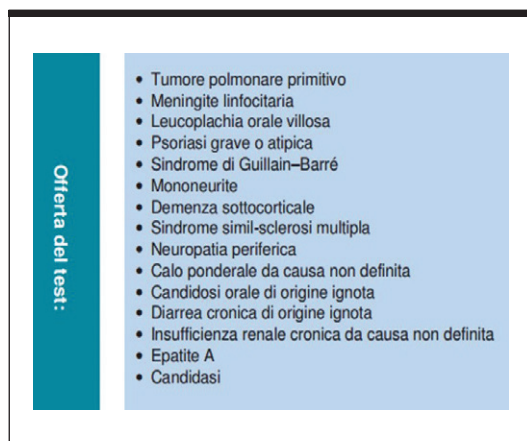 Offerta del test:
• Tumore polmonare primitivo
• Meningite linfocitaria
• Leucoplachia orale villosa
• Psoriasi grave o atipica
• Sindrome di Guillain–Barré
• Mononeurite
• Demenza sottocorticale
• Sindrome simil-sclerosi multipla
• Neuropatia periferica
• Calo ponderale da causa non definita
• Candidosi orale di origine ignota
• Diarrea cronica di origine ignota
• Insufficienza renale cronica da causa non definita
• Epatite A
• Candidasi